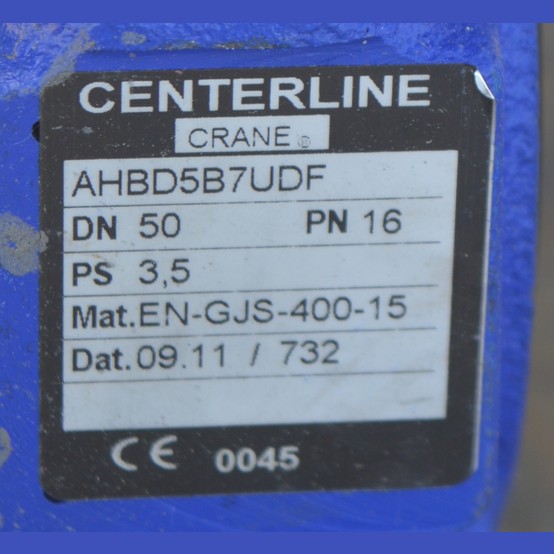 CENTERLINE
CRANE ®
AHBD5B7UDF
DN 50 PN 16
PS 3,5
Mat.EN-GJS-400-15
Dat.09.11 / 732
CE 0045